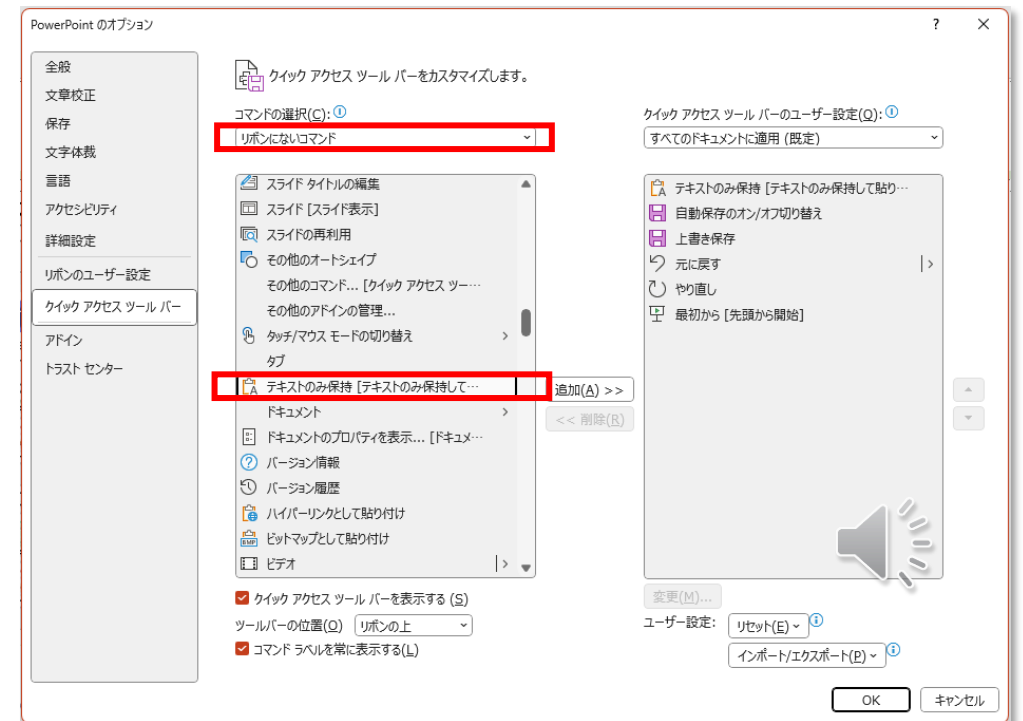 PowerPoint のオプション
? ×
全般
文章校正
保存
文字体裁
言語
アクセシビリティ
詳細設定
リボンのユーザー設定
クイック アクセス ツール バー
アドイン
トラスト センター
クイック アクセス ツール バーをカスタマイズします。
コマンドの選択(C):
リボンにないコマンド
スライド タイトルの編集
スライド [スライド表示]
スライドの再利用
その他のオートシェイプ
その他のコマンド... [クイック アクセス ツー…
その他のアドインの管理...
タッチ/マウス モードの切り替え
タブ
テキストのみ保持 [テキストのみ保持して…
ドキュメント
ドキュメントのプロパティを表示... [ドキュメ…
バージョン情報
バージョン履歴
ハイパーリンクとして貼り付け
ビットマップとして貼り付け
ビデオ
クイック アクセス ツール バーを表示する (S)
ツールバーの位置(O) リボンの上
コマンド ラベルを常に表示する(L)
追加(A) >>
<< 削除(R)
クイック アクセス ツール バーのユーザー設定(Q):
すべてのドキュメントに適用 (既定)
テキストのみ保持 [テキストのみ保持して貼り…
自動保存のオン/オフ切り替え
上書き保存
元に戻す
やり直し
最初から [先頭から開始]
変更(M)...
ユーザー設定: リセット(E)
インポート/エクスポート(P)
OK キャンセル